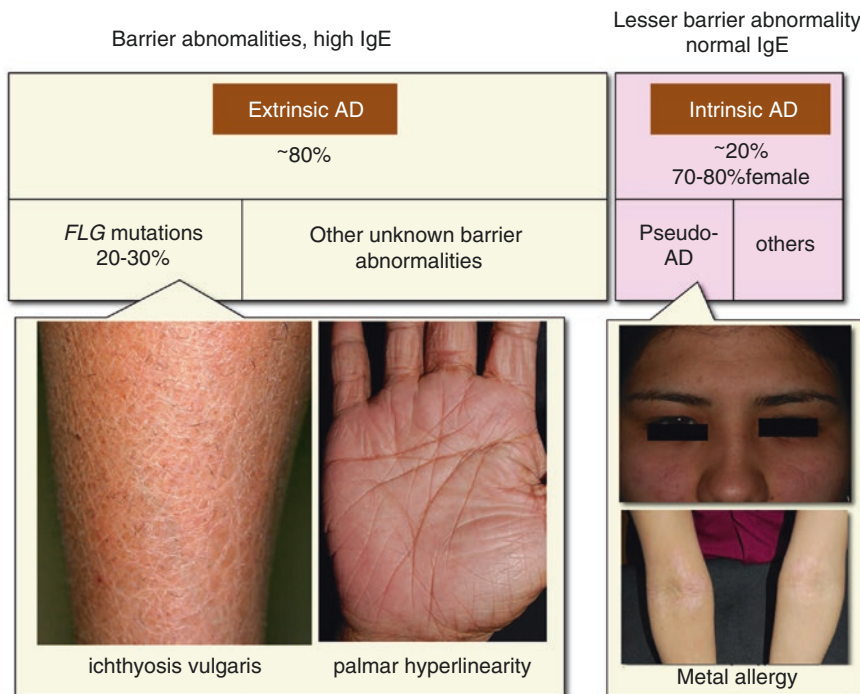 Barrier abnomalities, high IgE
Lesser barrier abnormality
normal IgE
Extrinsic AD
~80%
Intrinsic AD
~20%
70-80%female
FLG mutations
20-30%
Other unknown barrier
abnormalities
Pseudo-
AD
others
ichthyosis vulgaris
palmar hyperlinearity
Metal allergy